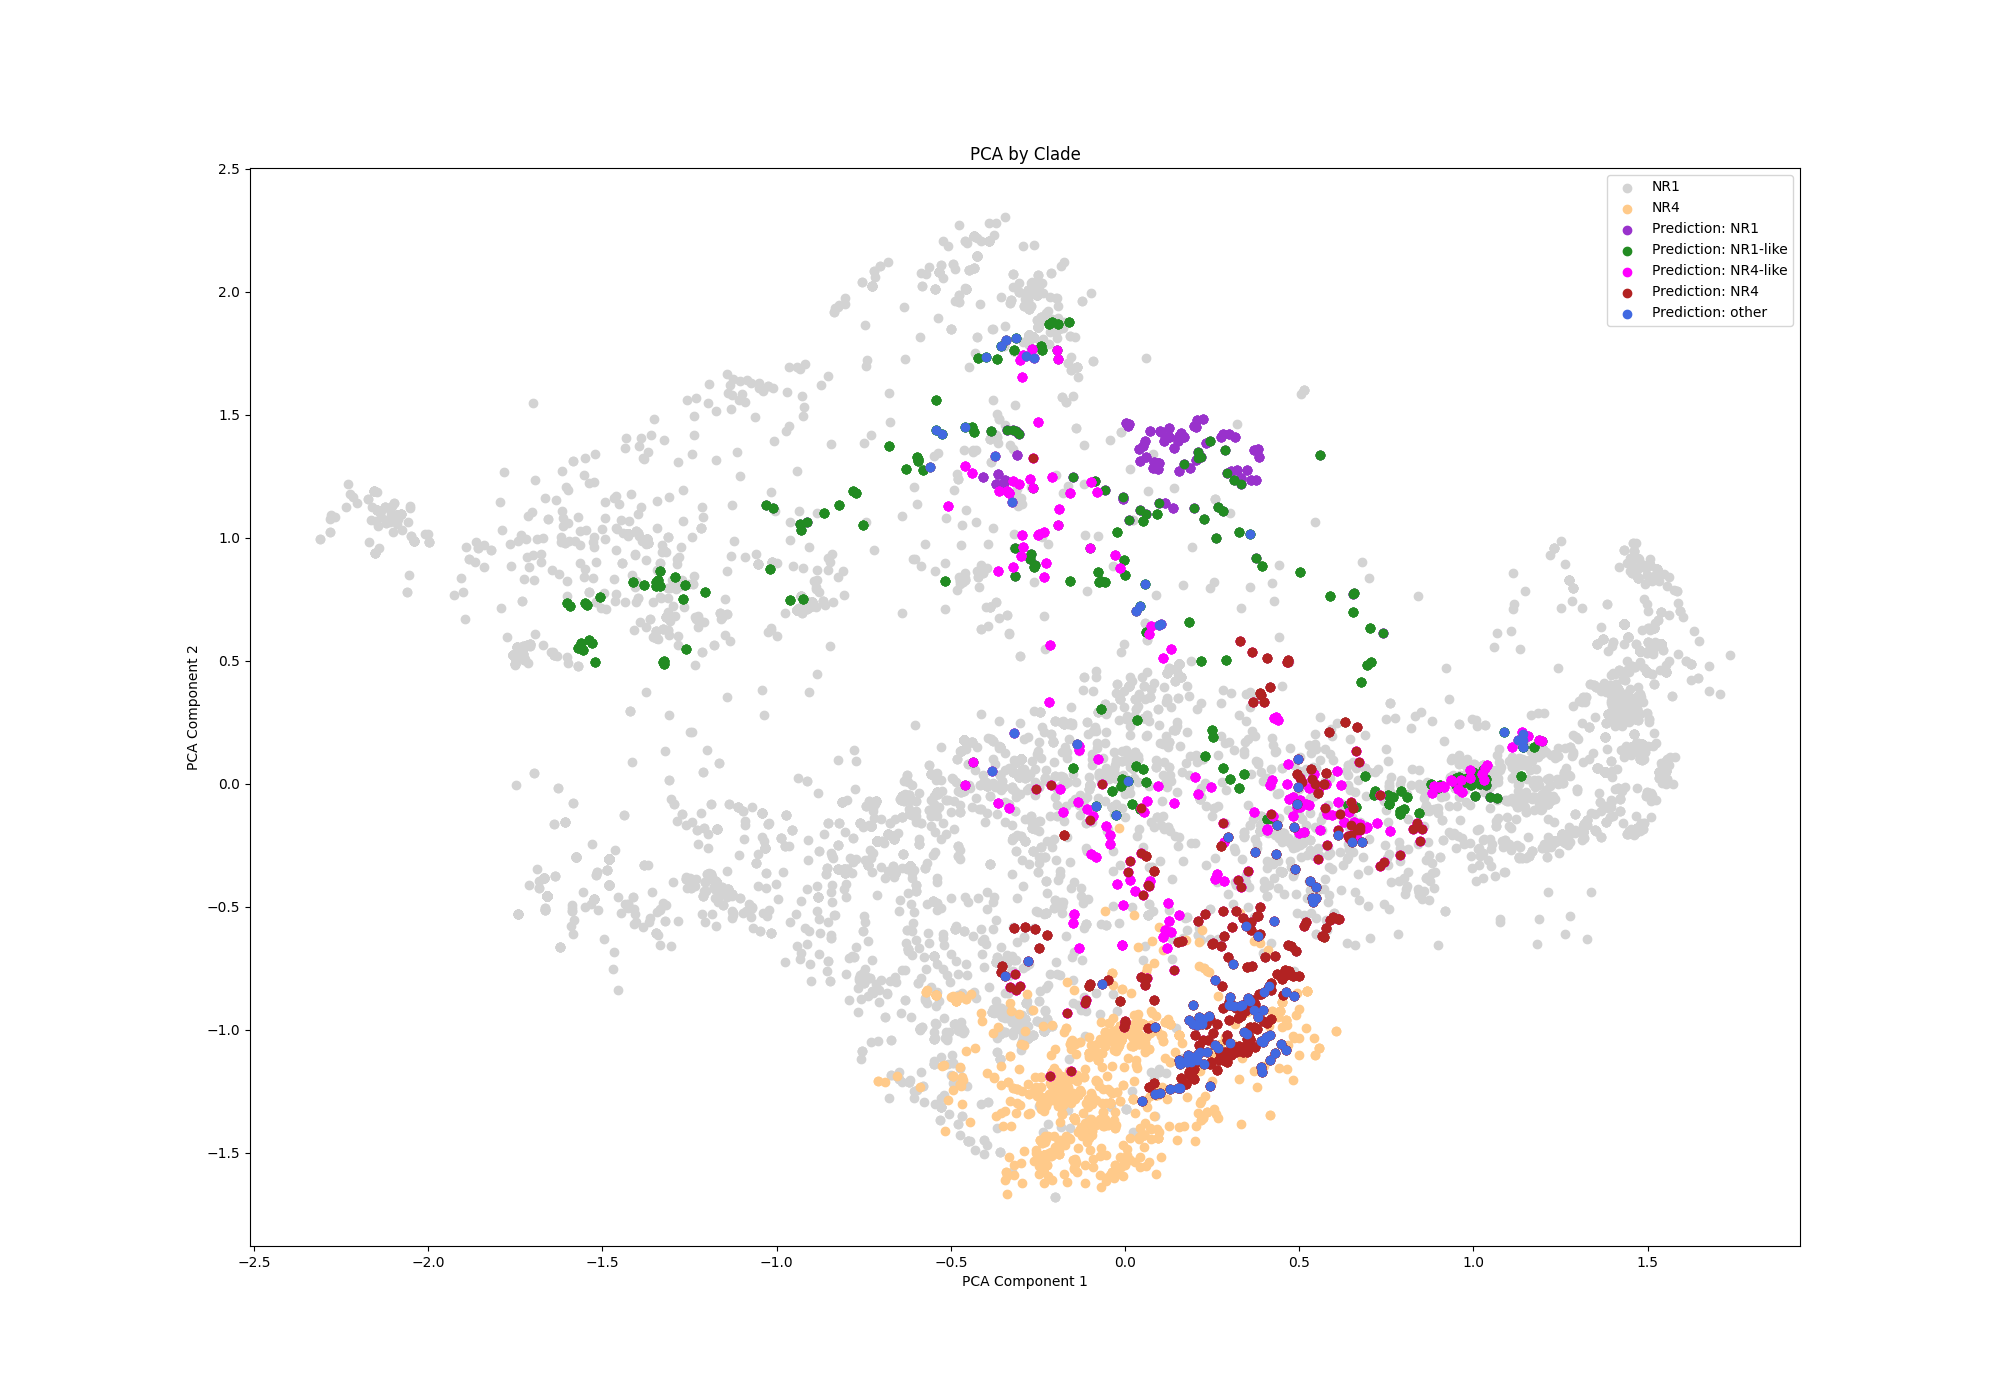 PCA by Clade
NR1
NR4
Prediction: NR1
Prediction: NR1-like
Prediction: NR4-like
Prediction: NR4
Prediction: other
PCA Component 2
2.5
2.0
1.5
1.0
0.5
0.0
−0.5
−1.0
−1.5
−2.5 −2.0 −1.5 −1.0 −0.5 0.0 0.5 1.0 1.5
PCA Component 1